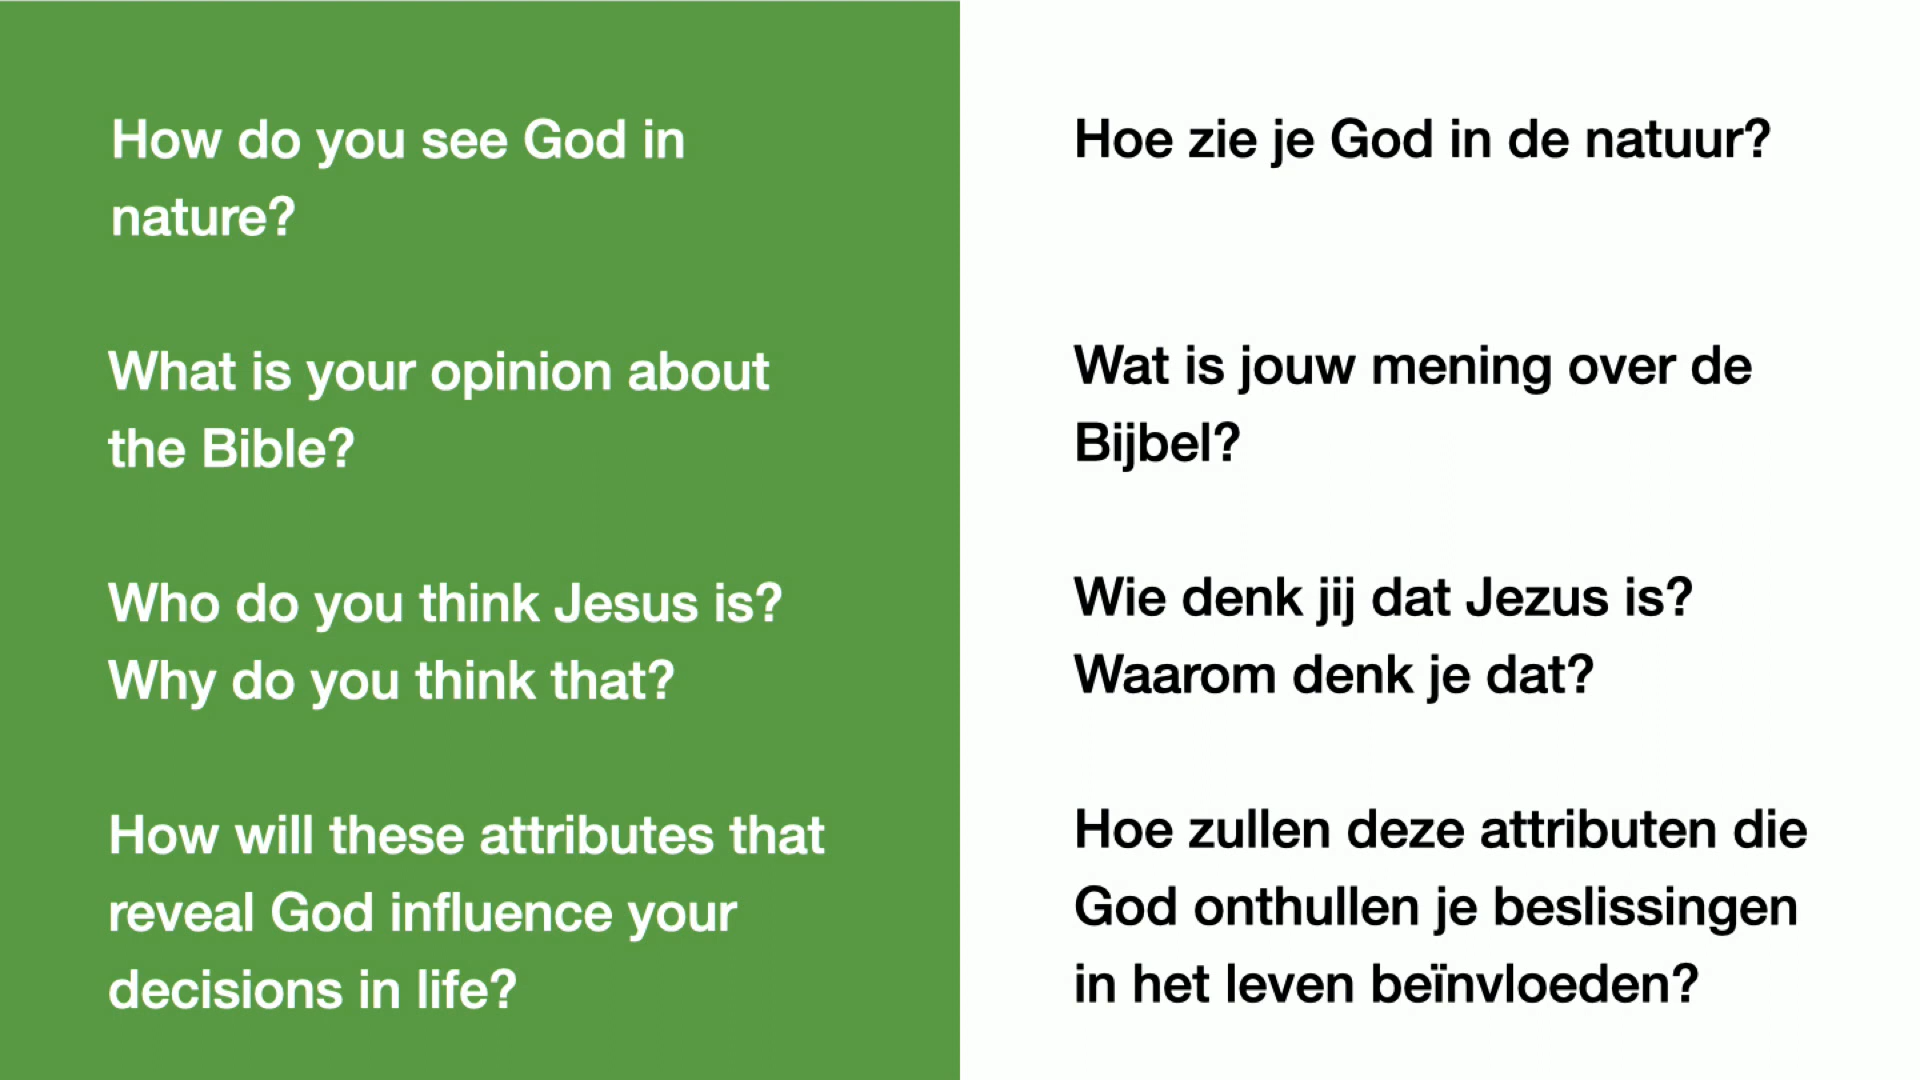 How do you see God in
nature?
What is your opinion about
the Bible?
Who do you think Jesus is?
Why do you think that?
How will these attributes that
reveal God influence your
decisions in life?
Hoe zie je God in de natuur?
Wat is jouw mening over de
Bijbel?
Wie denk jij dat Jezus is?
Waarom denk je dat?
Hoe zullen deze attributen die
God onthullen je beslissingen
in het leven beïnvloeden?